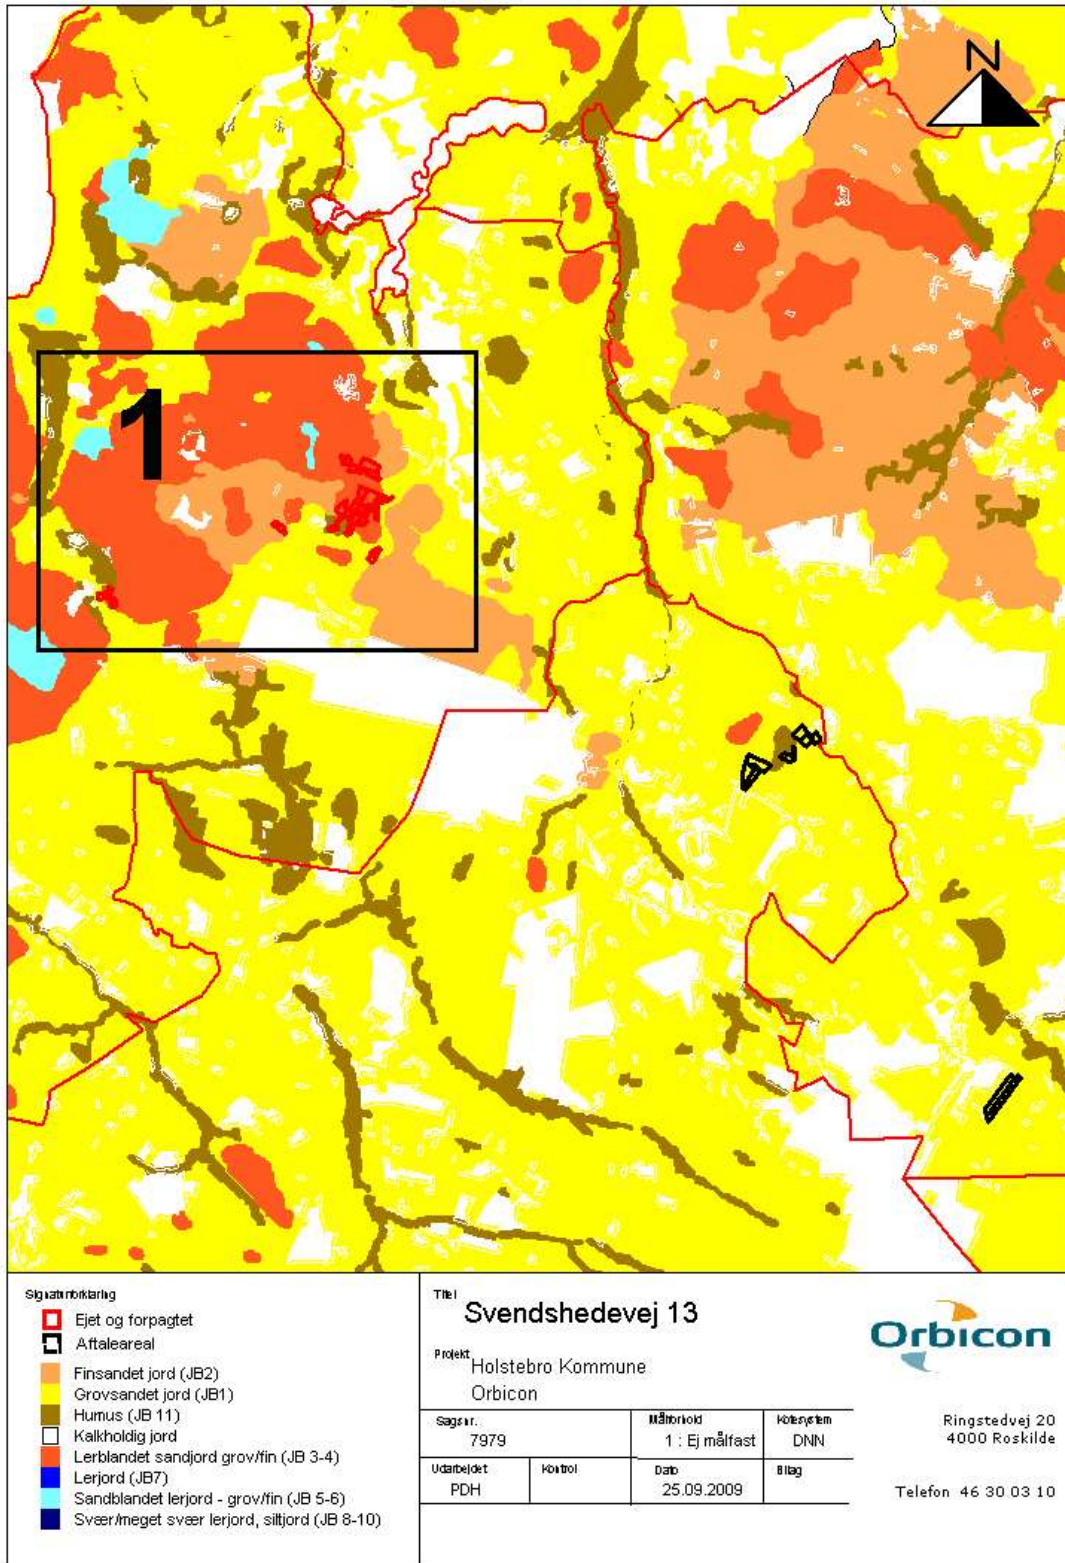 N
1
Signaturforklaring
Ejet og forpagtet
Aftaleareal
Finsandet jord (JB2)
Grovsandet jord (JB1)
Humus (JB 11)
Kalkholdig jord
Lerblandet sandjord grov/fin (JB 3-4)
Lerjord (JB7)
Sandblandet lerjord - grov/fin (JB 5-6)
Svær/meget svær lerjord, siltjord (JB 8-10)
Titel
Svendshedevej 13
Projekt
Holstebro Kommune
Orbicon
Sagsnr.
7979
Målforhold
1 : Ej målfast
Kotesystem
DNN
Udarbejdet
PDH
Kontrol
Dato
25.09.2009
Bilag
Orbicon
Ringstedvej 20
4000 Roskilde
Telefon 46 30 03 10